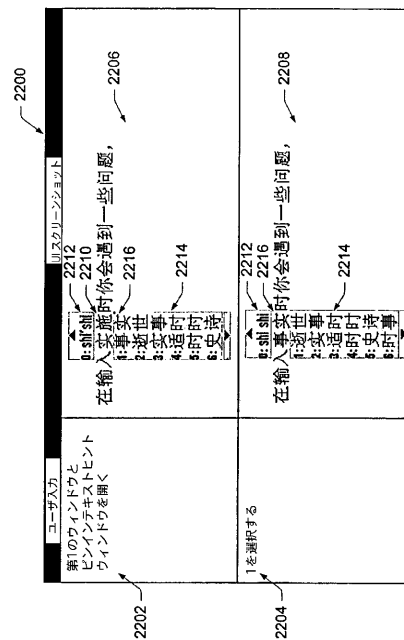 2200
ユーザ入力
UIスクリーンショット
第1のウィンドウと
ピンインテキストヒント
ウィンドウを開く
2202
2212
2210
2216
2214
2206
0:shi'shi
在输入实施时你会遇到一些问题，
1:事实
2:逝世
3:实事
4:适时
5:时时
6:史诗
1を選択する
2204
2212
2216
2214
2208
0:shi shi
在输入事实时你会遇到一些问题，
1:逝世
2:实事
3:适时
4:时时
5:史诗
6:时事